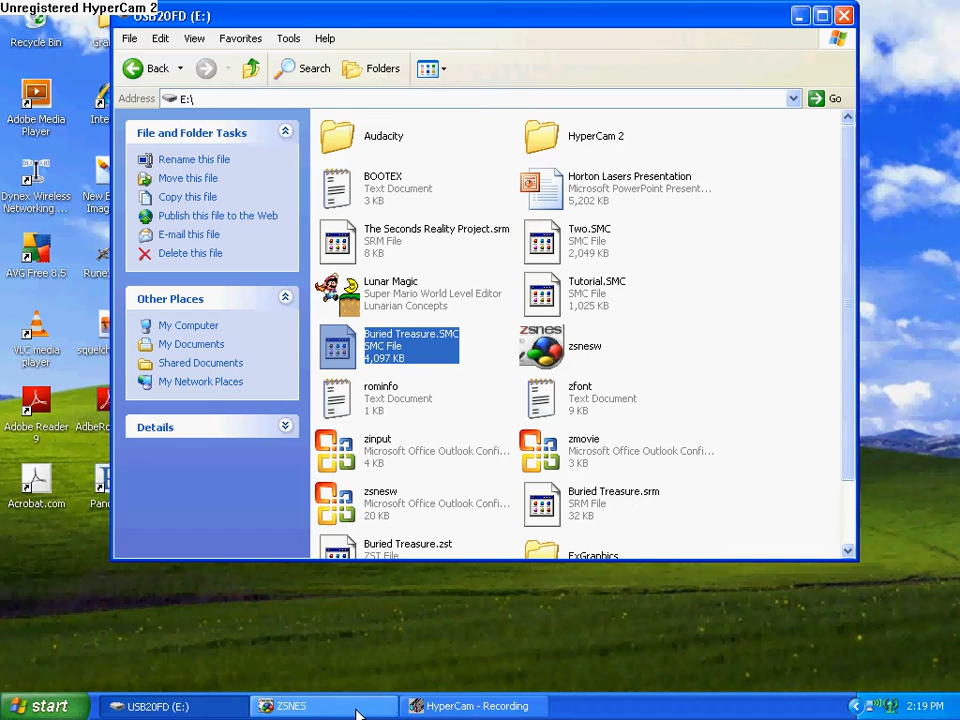 Unregistered HyperCam 2
USB20FD (E:)
File Edit View Favorites Tools Help
Back Search Folders
Address E:\ Go
Recycle Bin
Adobe Media
Player
Dynex Wireless
Networking ...
New B
Imag
AVG Free 8.5
Rune
VLC media
player
squelch
Adobe Reader
9
AdbeR
Acrobat.com
File and Folder Tasks
Rename this file
Move this file
Copy this file
Publish this file to the Web
E-mail this file
Delete this file
Other Places
My Computer
My Documents
Shared Documents
My Network Places
Details
Audacity
HyperCam 2
BOOTEX
Text Document
3 KB
Horton Lasers Presentation
Microsoft PowerPoint Present...
5,202 KB
The Seconds Reality Project.srm
SRM File
8 KB
Two.SMC
SMC File
2,049 KB
Lunar Magic
Super Mario World Level Editor
Lunarian Concepts
Tutorial.SMC
SMC File
1,025 KB
Buried Treasure.SMC
SMC File
4,097 KB
zsnes
zsnesw
rominfo
Text Document
1 KB
zfont
Text Document
9 KB
zinput
Microsoft Office Outlook Confi...
4 KB
zmovie
Microsoft Office Outlook Confi...
3 KB
zsnesw
Microsoft Office Outlook Confi...
20 KB
Buried Treasure.srm
SRM File
32 KB
Buried Treasure.zst
ZST File
ExGraphics
start
USB20FD (E:)
ZSNES
HyperCam - Recording
2:19 PM